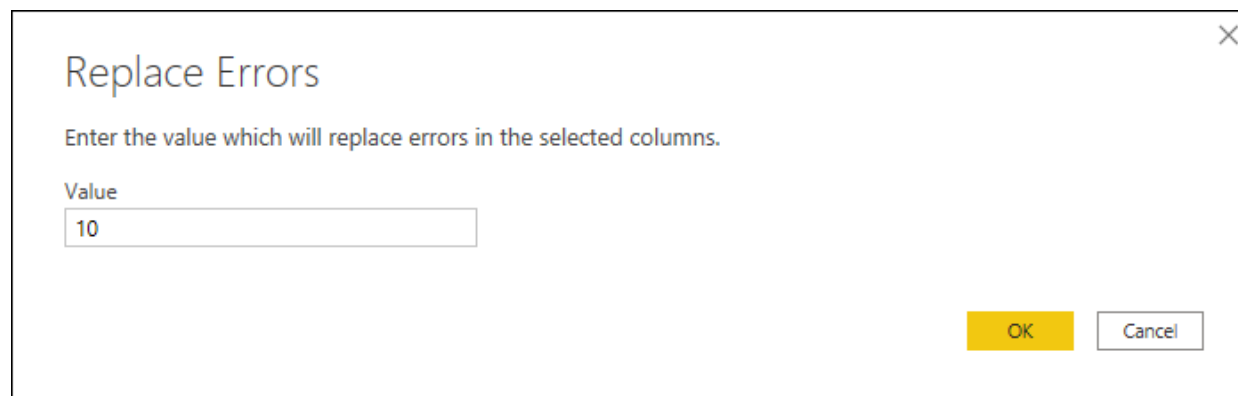 Replace Errors
Enter the value which will replace errors in the selected columns.
Value
10
OK Cancel